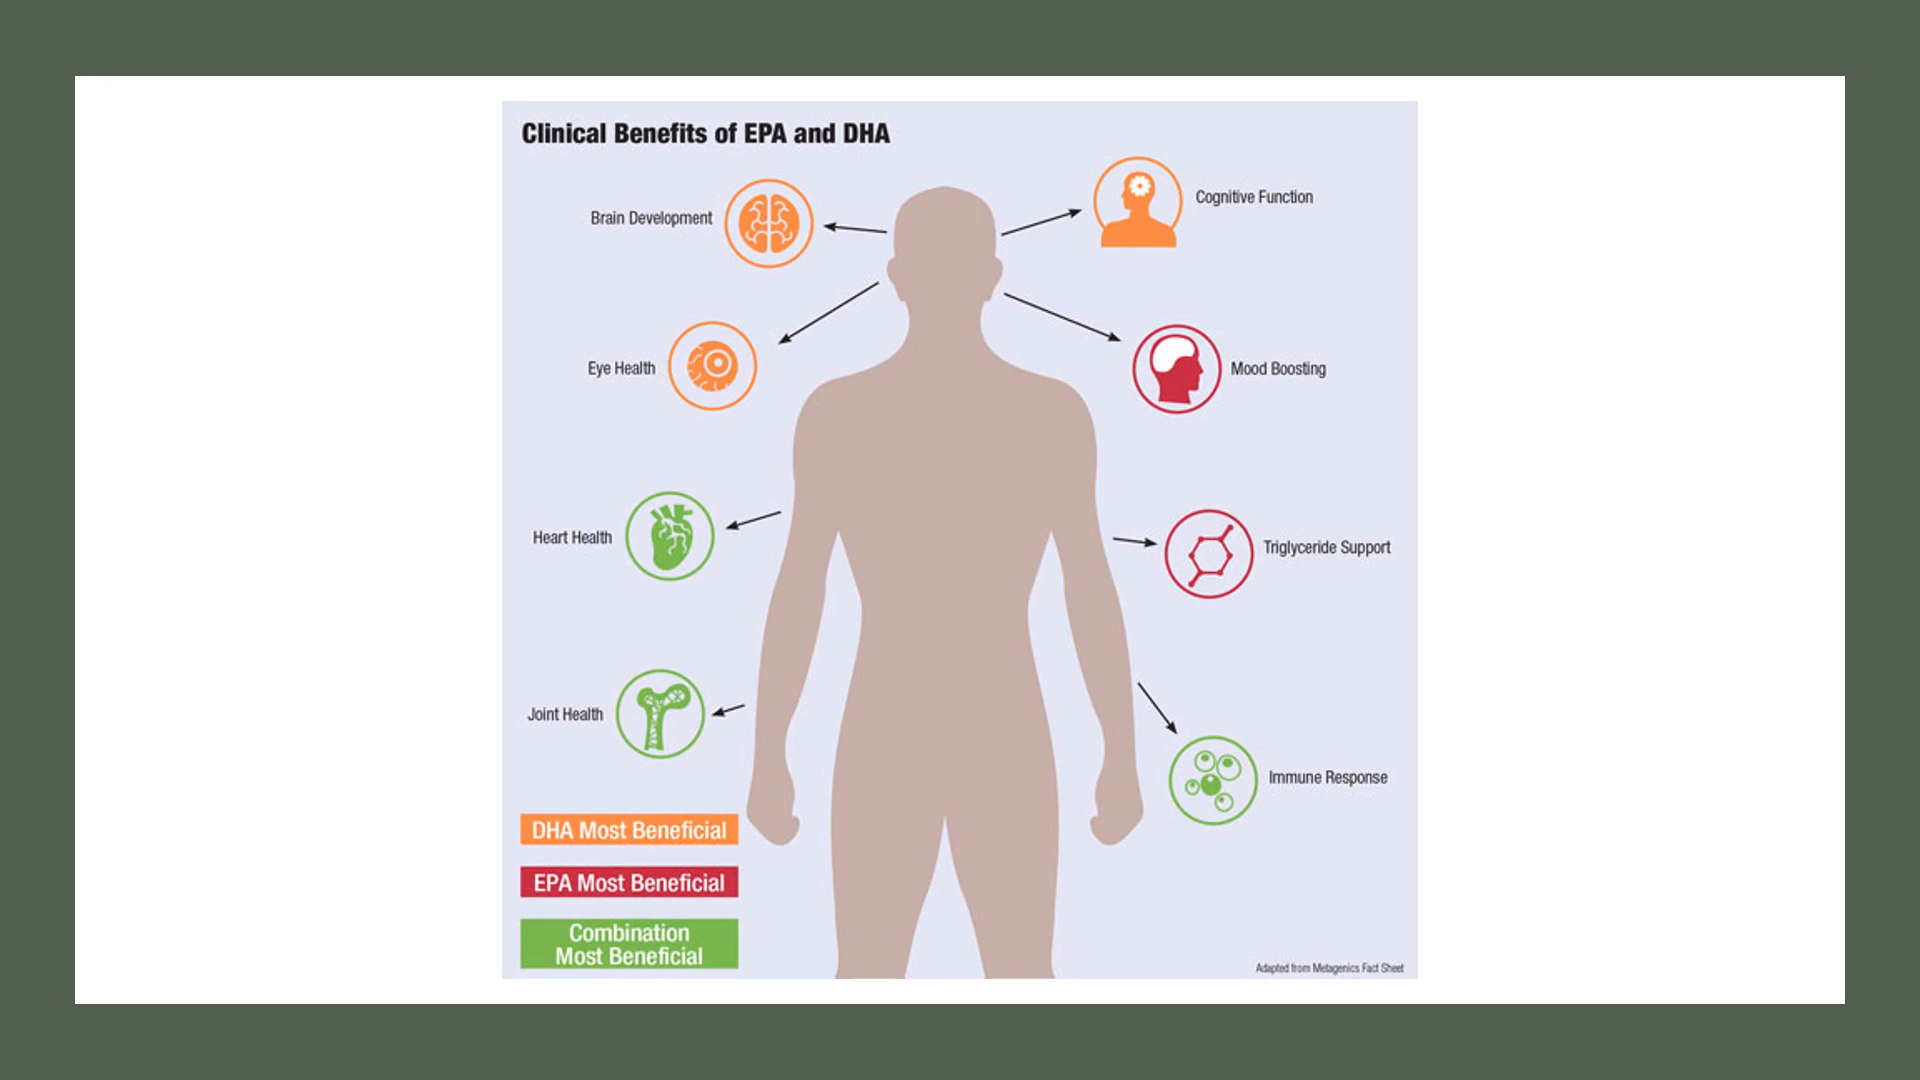 Clinical Benefits of EPA and DHA
Brain Development
Cognitive Function
Eye Health
Mood Boosting
Heart Health
Triglyceride Support
Joint Health
Immune Response
DHA Most Beneficial
EPA Most Beneficial
Combination
Most Beneficial
Adapted from Metagenics Fact Sheet